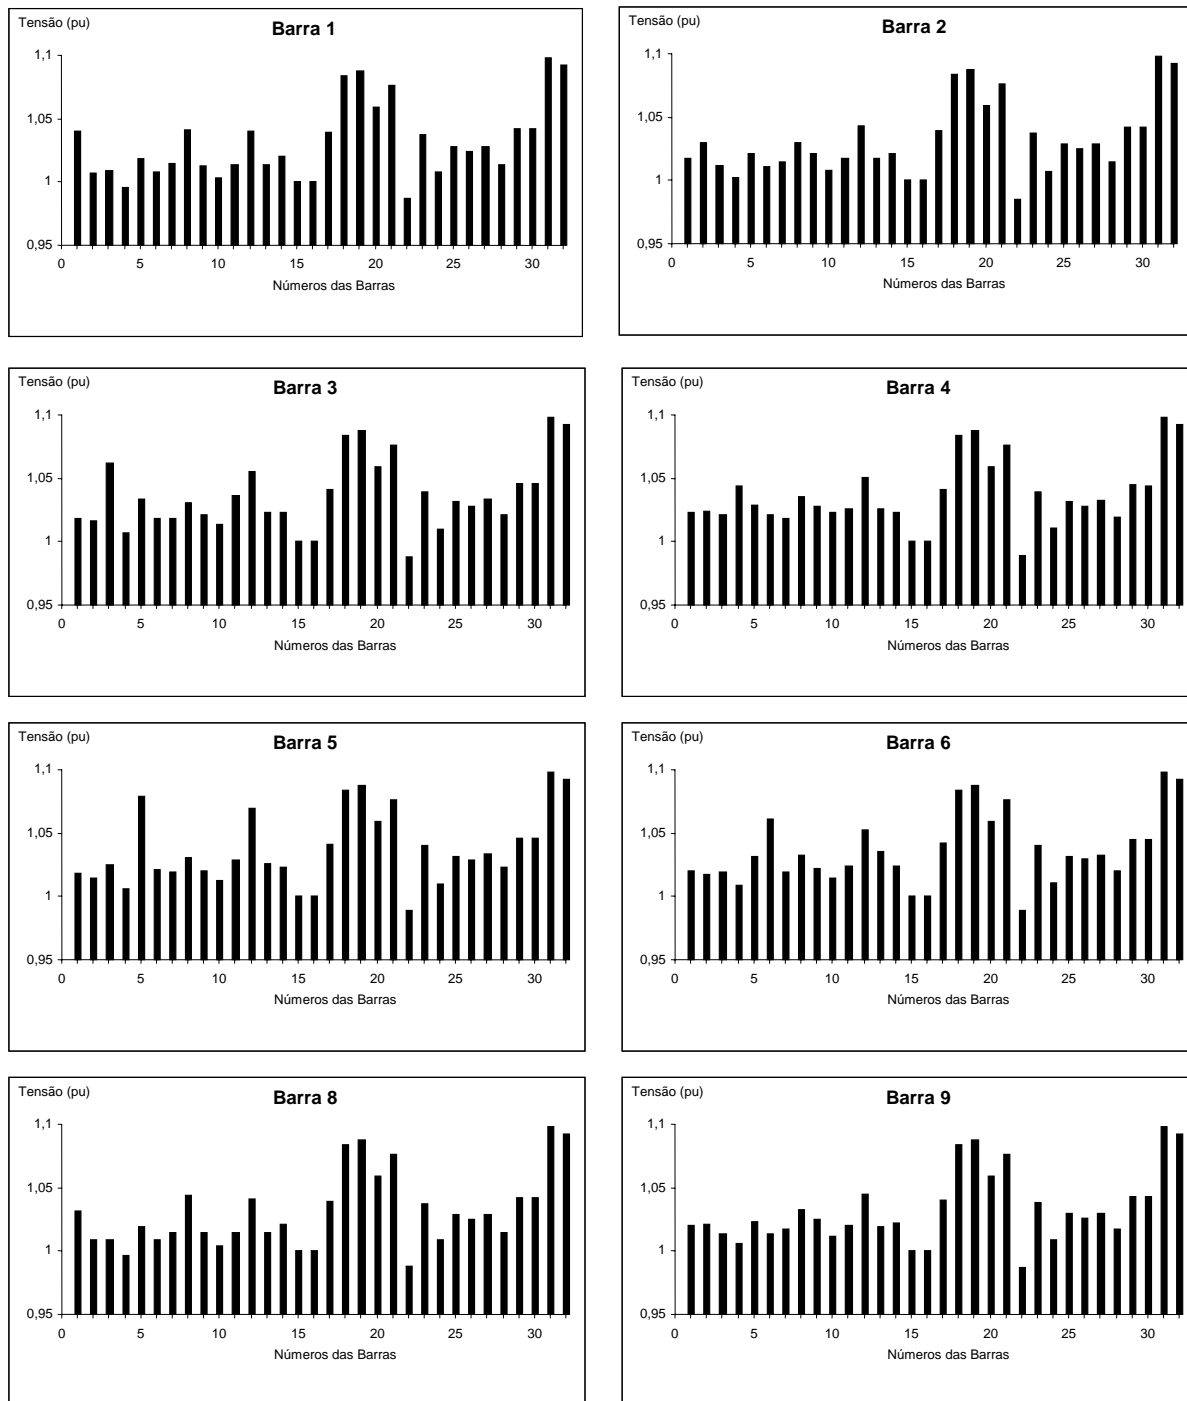 Tensão (pu)
Barra 1
1,1
1,05
1
0,95
0 5 10 15 20 25 30
Números das Barras
Tensão (pu)
Barra 2
1,1
1,05
1
0,95
0 5 10 15 20 25 30
Números das Barras
Tensão (pu)
Barra 3
1,1
1,05
1
0,95
0 5 10 15 20 25 30
Números das Barras
Tensão (pu)
Barra 4
1,1
1,05
1
0,95
0 5 10 15 20 25 30
Números das Barras
Tensão (pu)
Barra 5
1,1
1,05
1
0,95
0 5 10 15 20 25 30
Números das Barras
Tensão (pu)
Barra 6
1,1
1,05
1
0,95
0 5 10 15 20 25 30
Números das Barras
Tensão (pu)
Barra 8
1,1
1,05
1
0,95
0 5 10 15 20 25 30
Números das Barras
Tensão (pu)
Barra 9
1,1
1,05
1
0,95
0 5 10 15 20 25 30
Números das Barras